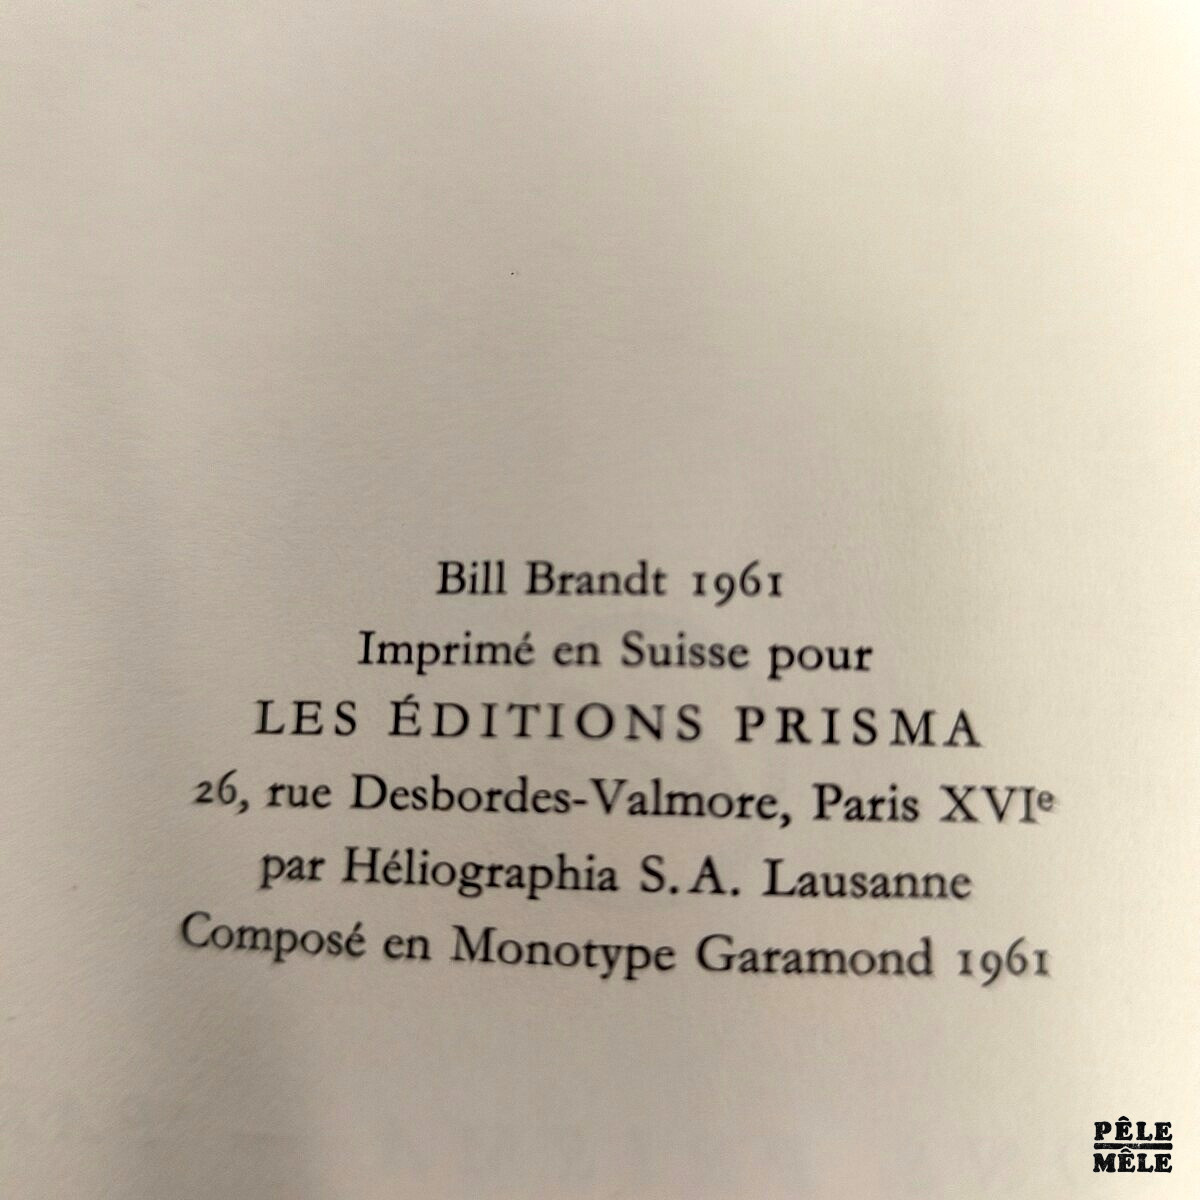 Bill Brandt 1961
Imprimé en Suisse pour
LES ÉDITIONS PRISMA
26, rue Desbordes-Valmore, Paris XVIe
par Héliographia S.A. Lausanne
Composé en Monotype Garamond 1961
PÊLE
MÊLE